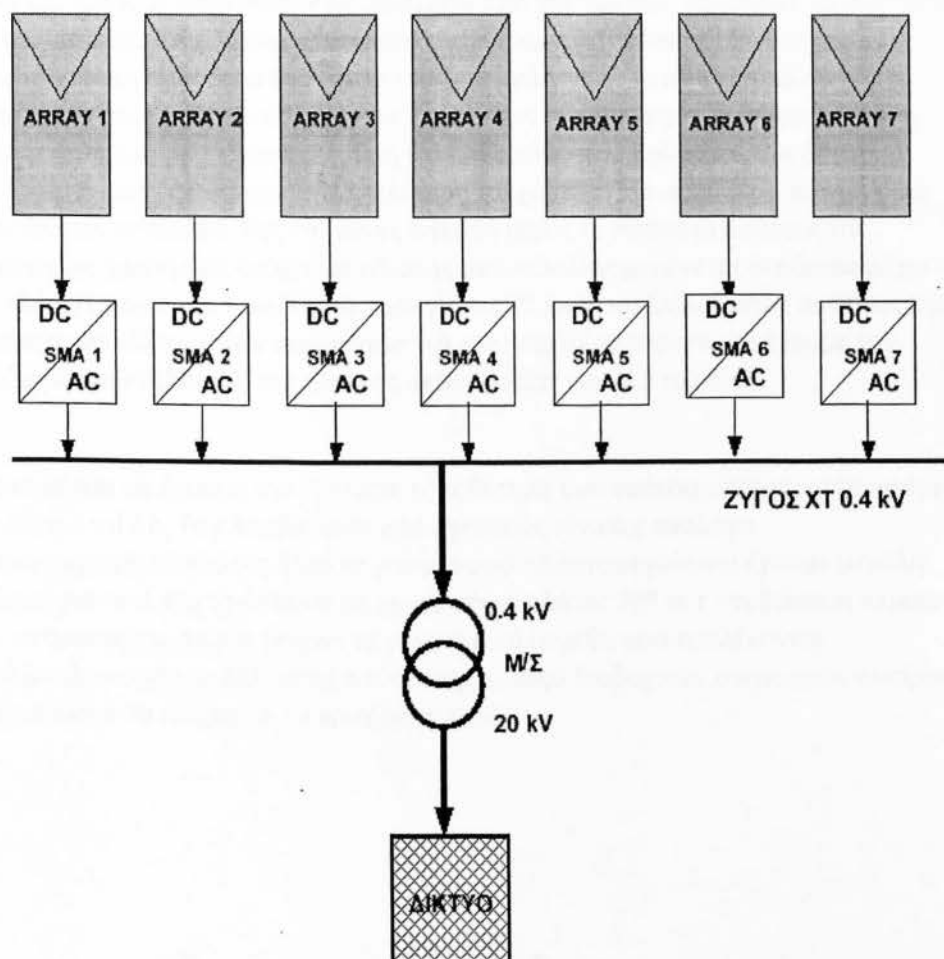 ARRAY 1 ARRAY 2 ARRAY 3 ARRAY 4 ARRAY 5 ARRAY 6 ARRAY 7
DC DC DC DC DC DC DC
SMA 1 SMA 2 SMA 3 SMA 4 SMA 5 SMA 6 SMA 7
AC AC AC AC AC AC AC
ΖΥΓΟΣ ΧΤ 0.4 kV
0.4 kV
Μ/Σ
20 kV
ΔΙΚΤΥΟ